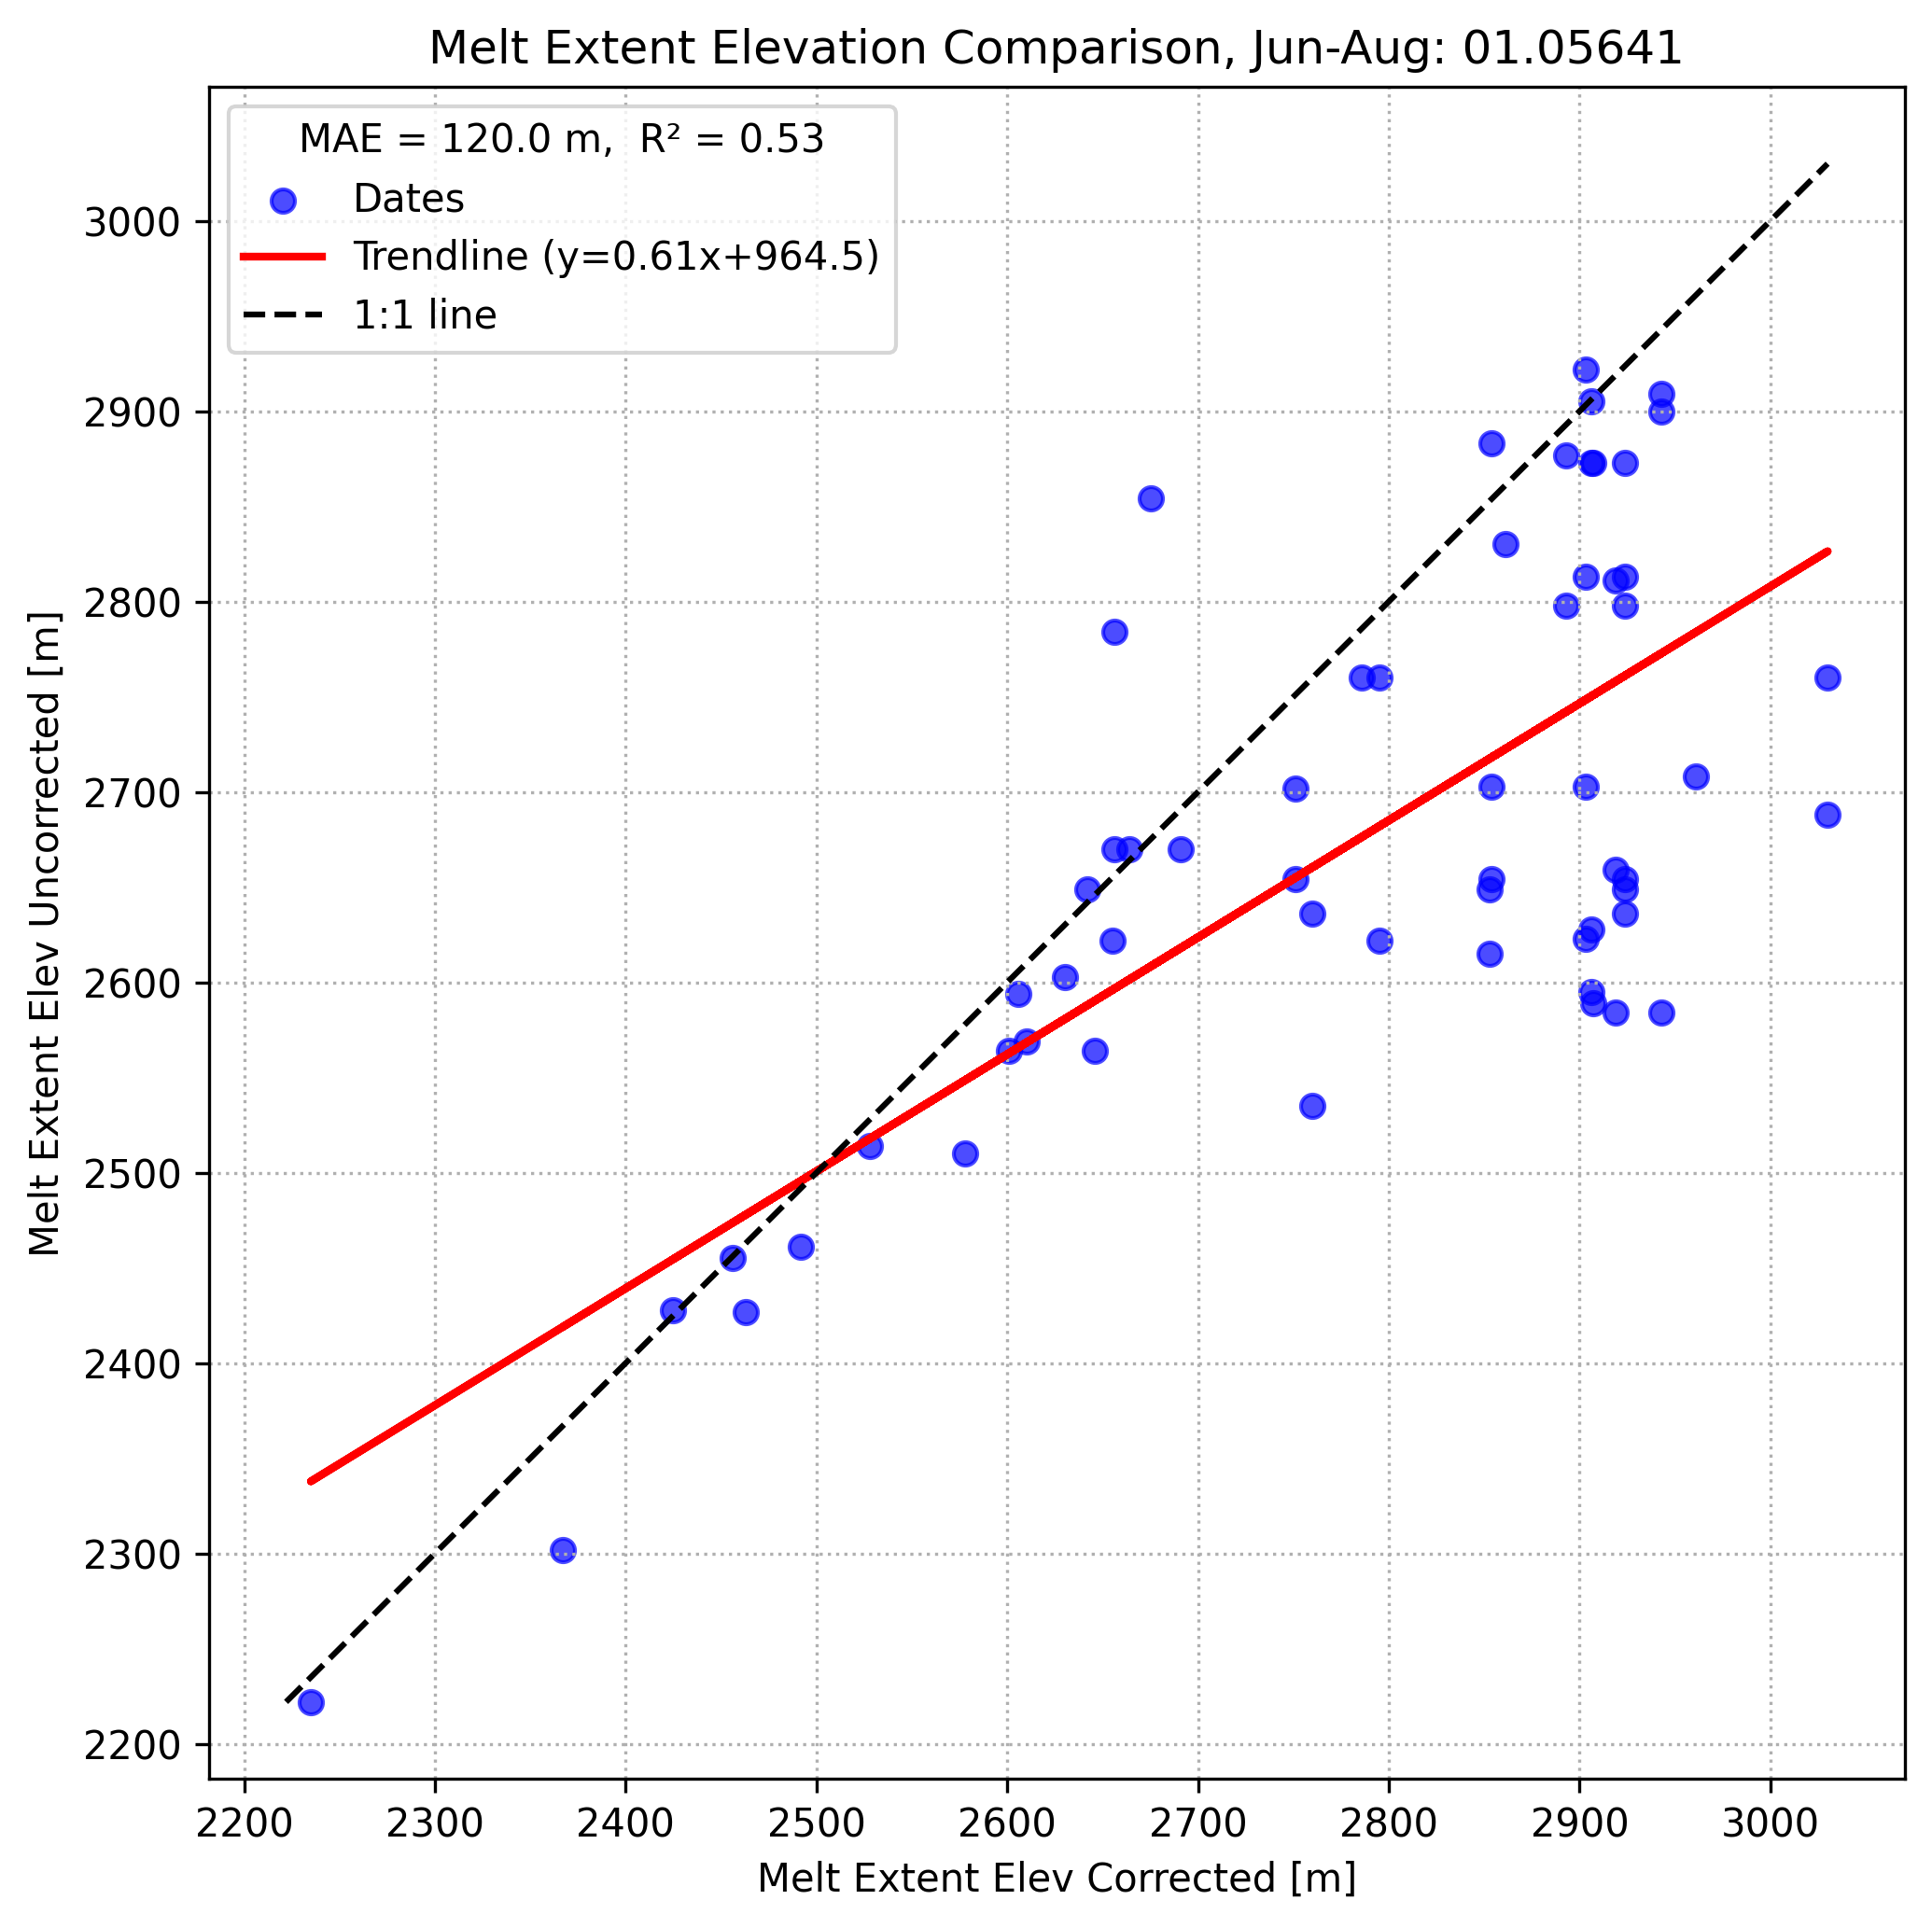 Melt Extent Elevation Comparison, Jun-Aug: 01.05641
MAE = 120.0 m,  R² = 0.53
Dates
Trendline (y=0.61x+964.5)
1:1 line
3000
2900
2800
2700
2600
2500
2400
2300
2200
Melt Extent Elev Uncorrected [m]
2200 2300 2400 2500 2600 2700 2800 2900 3000
Melt Extent Elev Corrected [m]